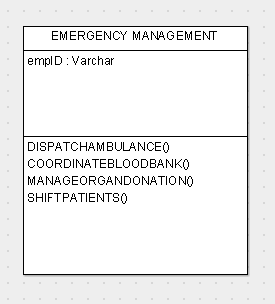 EMERGENCY MANAGEMENT
empID : Varchar
DISPATCHAMBULANCE()
COORDINATEBLOODBANK()
MANAGEORGANDONATION()
SHIFTPATIENTS()